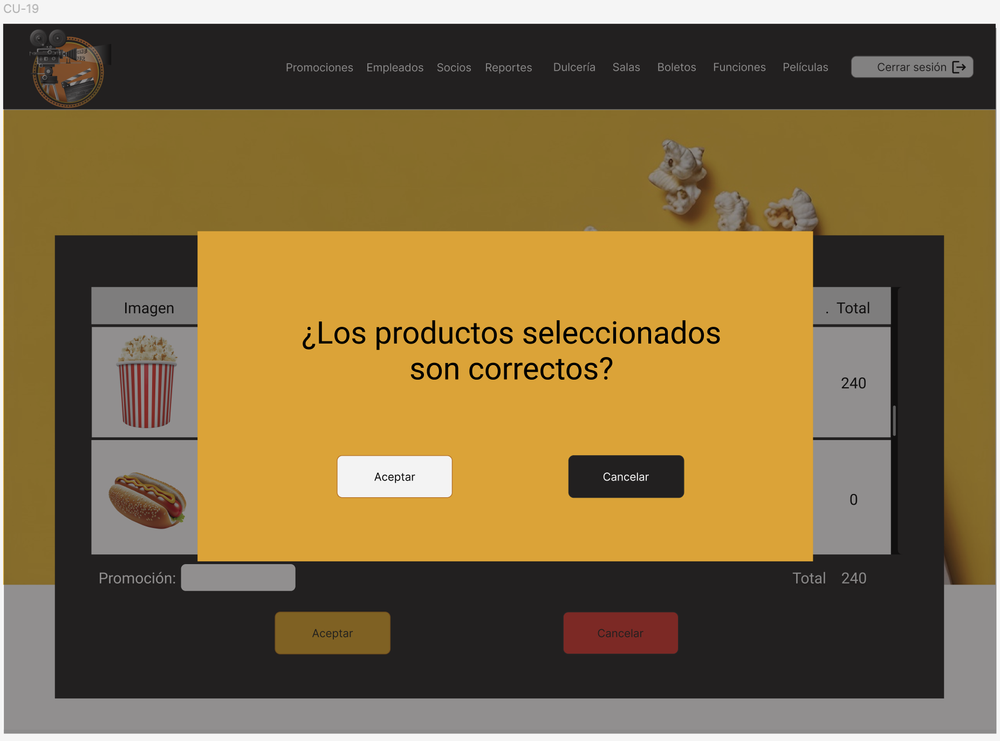 CU-19
CINE
Promociones Empleados Socios Reportes Dulcería Salas Boletos Funciones Películas Cerrar sesión
Imagen . Total
¿Los productos seleccionados
son correctos?
240
Aceptar Cancelar
0
Promoción: Total 240
Aceptar Cancelar